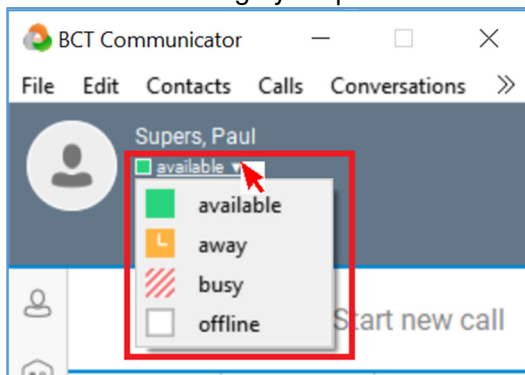 BCT Communicator
File Edit Contacts Calls Conversations »
Supers, Paul
available ▾
available
away
busy
offline
Start new call